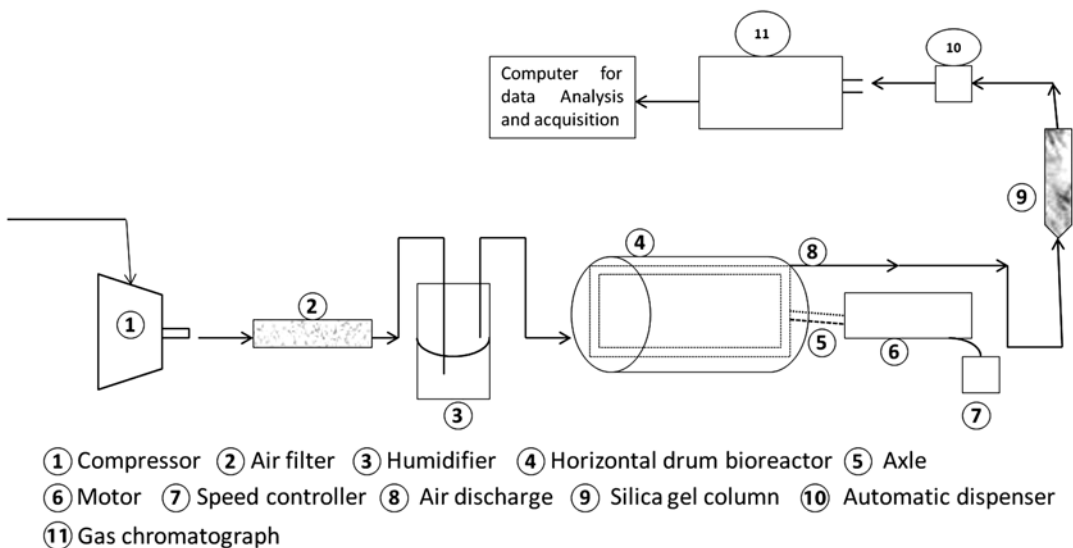 11
10
Computer for
data Analysis
and acquisition
9
4
8
1
2
5
6
3
7
1 Compressor 2 Air filter 3 Humidifier 4 Horizontal drum bioreactor 5 Axle
6 Motor 7 Speed controller 8 Air discharge 9 Silica gel column 10 Automatic dispenser
11 Gas chromatograph